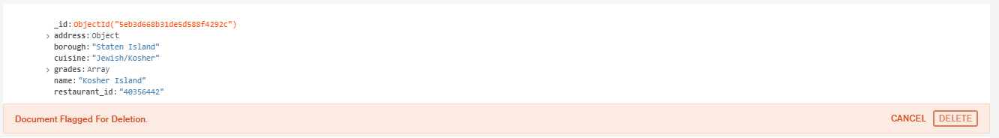 _id: ObjectId("5eb3d668b31de5d588f4292c")
address: Object
borough: "Staten Island"
cuisine: "Jewish/Kosher"
grades: Array
name: "Kosher Island"
restaurant_id: "40356442"
Document Flagged For Deletion. CANCEL DELETE